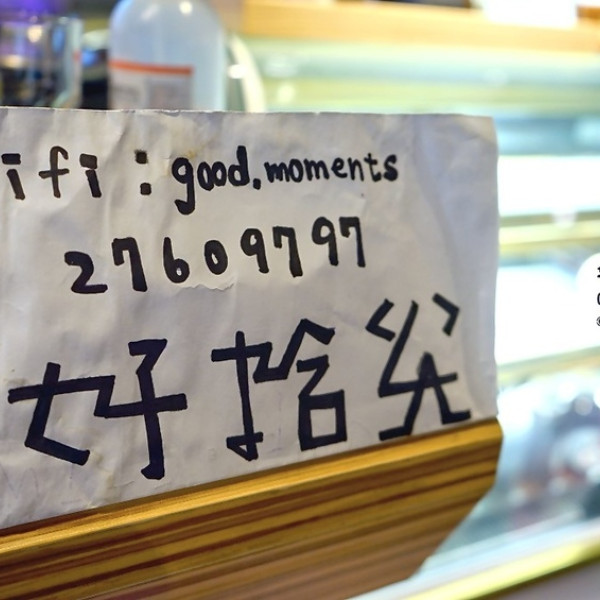 ifi : good.moments
27609797
好拾光